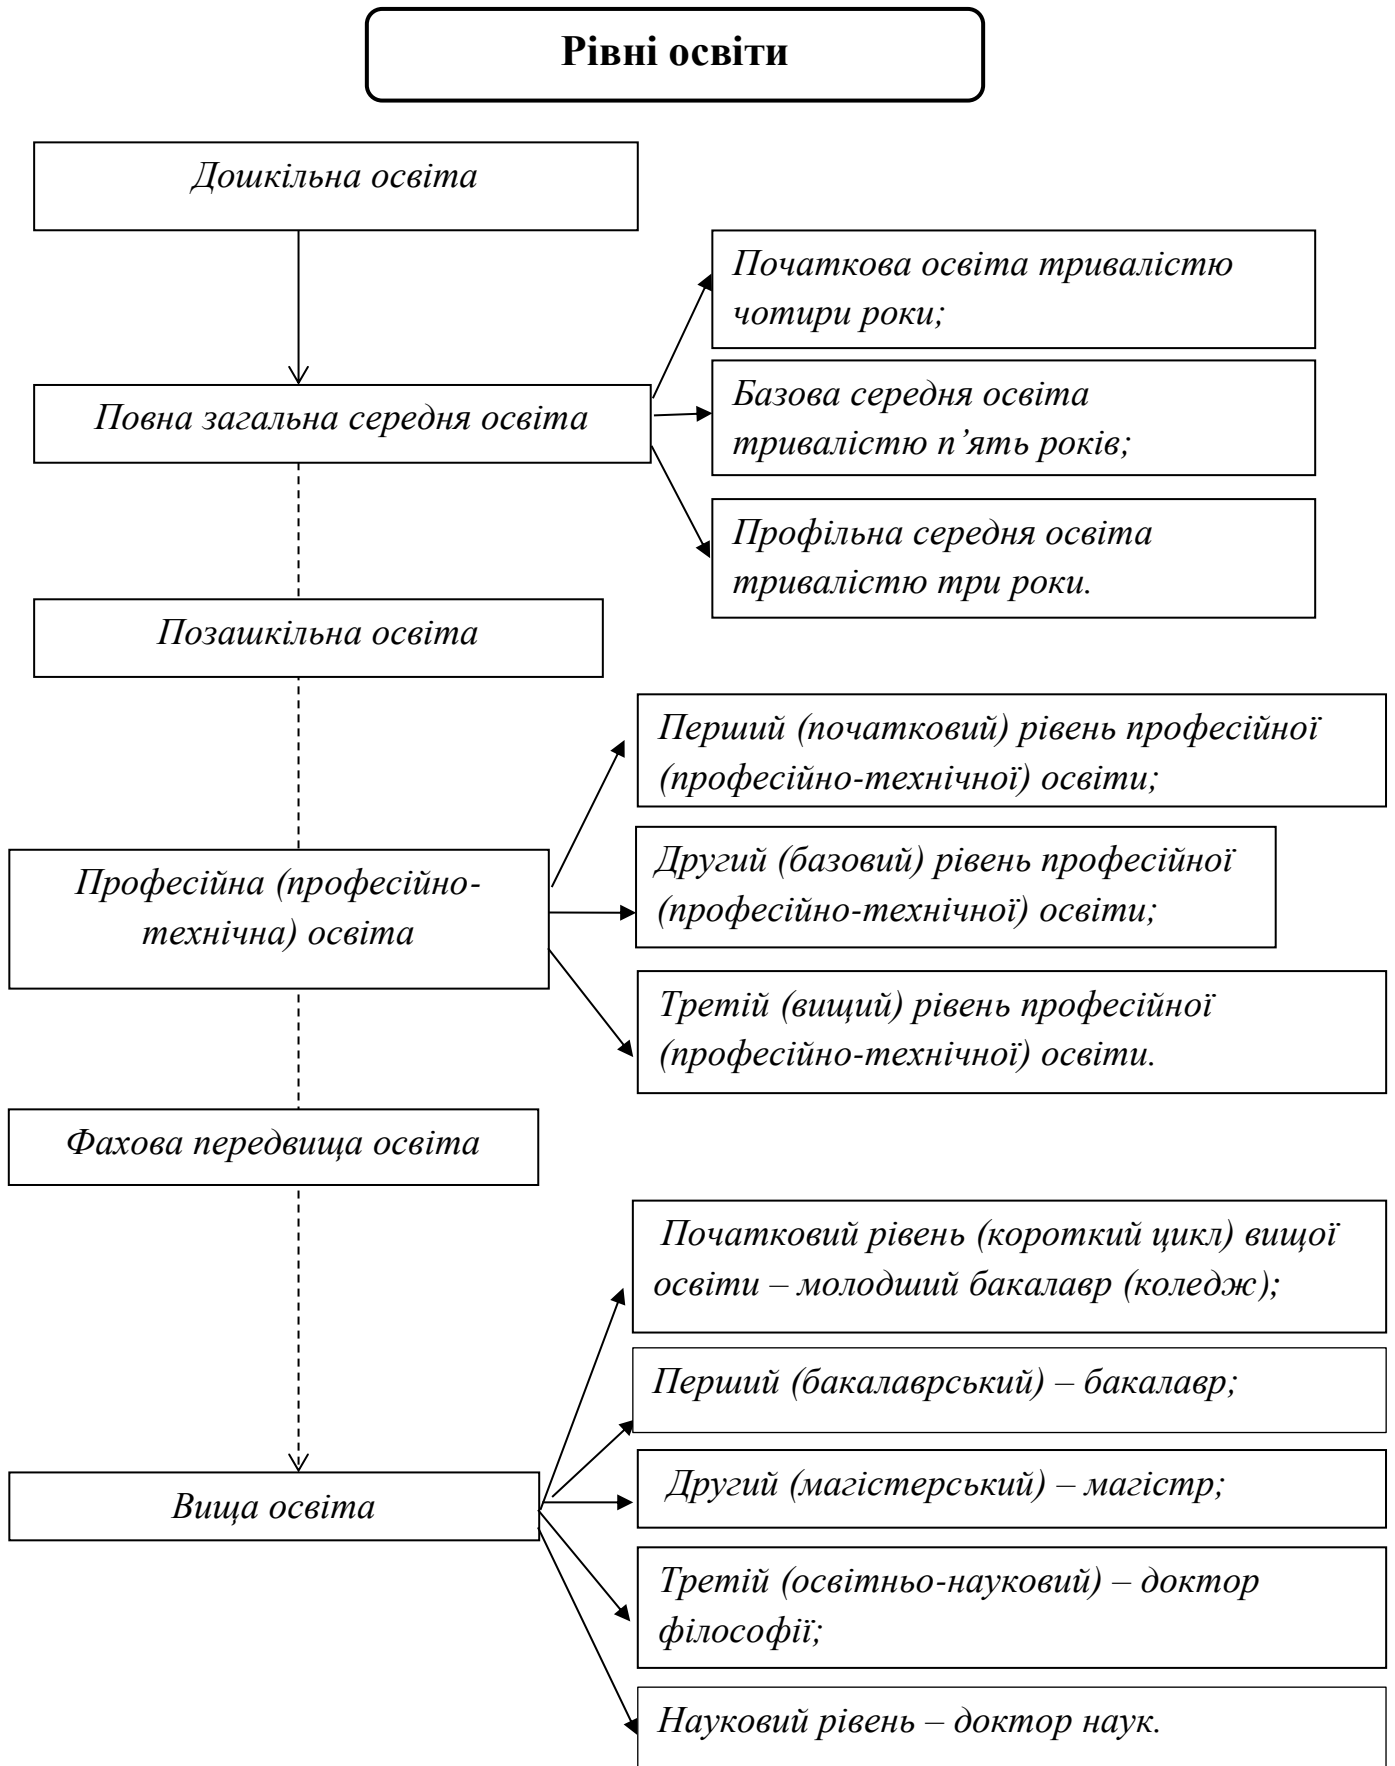 Рівні освіти
Дошкільна освіта
Початкова освіта тривалістю
чотири роки;
Повна загальна середня освіта
Базова середня освіта
тривалістю п’ять років;
Профільна середня освіта
тривалістю три роки.
Позашкільна освіта
Перший (початковий) рівень професійної
(професійно-технічної) освіти;
Професійна (професійно-
технічна) освіта
Другий (базовий) рівень професійної
(професійно-технічної) освіти;
Третій (вищий) рівень професійної
(професійно-технічної) освіти.
Фахова передвища освіта
Початковий рівень (короткий цикл) вищої
освіти – молодший бакалавр (коледж);
Перший (бакалаврський) – бакалавр;
Вища освіта
Другий (магістерський) – магістр;
Третій (освітньо-науковий) – доктор
філософії;
Науковий рівень – доктор наук.